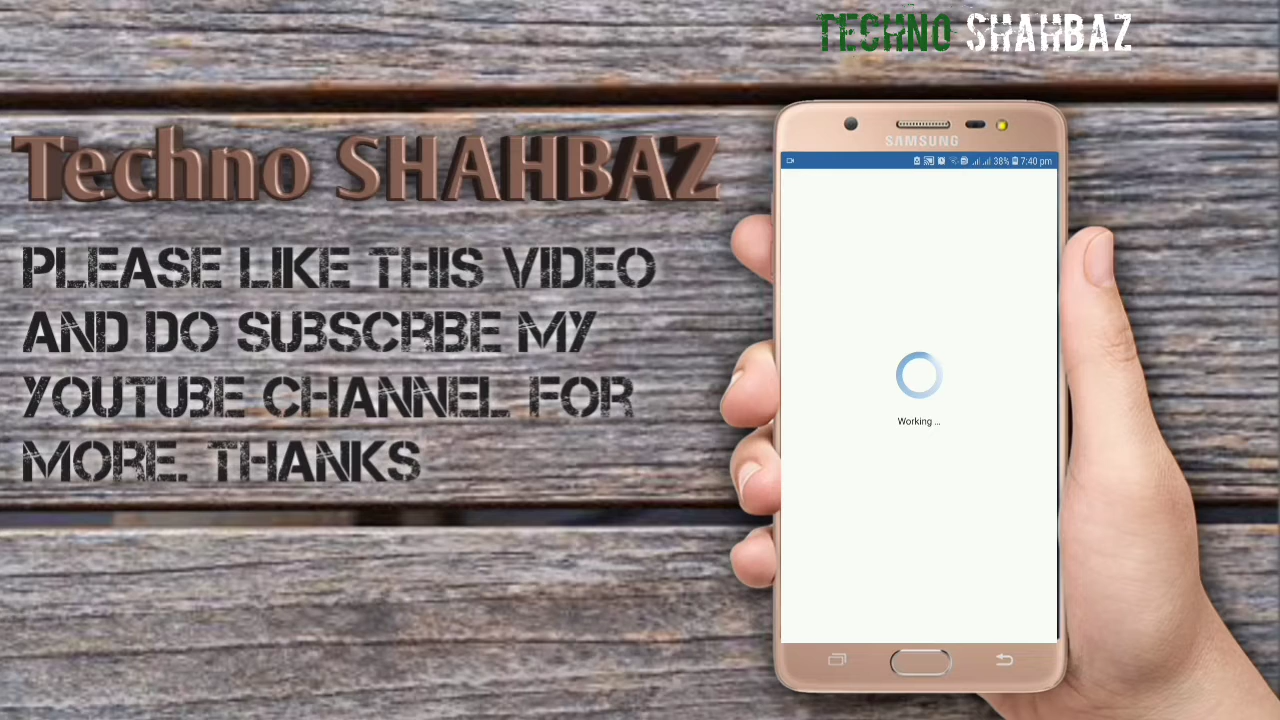 TECHNO SHAHBAZ
Techno SHAHBAZ
PLEASE LIKE THIS VIDEO
AND DO SUBSCRBE MY
YOUTUBE CHANNEL FOR
MORE. THANKS
SAMSUNG
38% 7:40 pm
Working ...